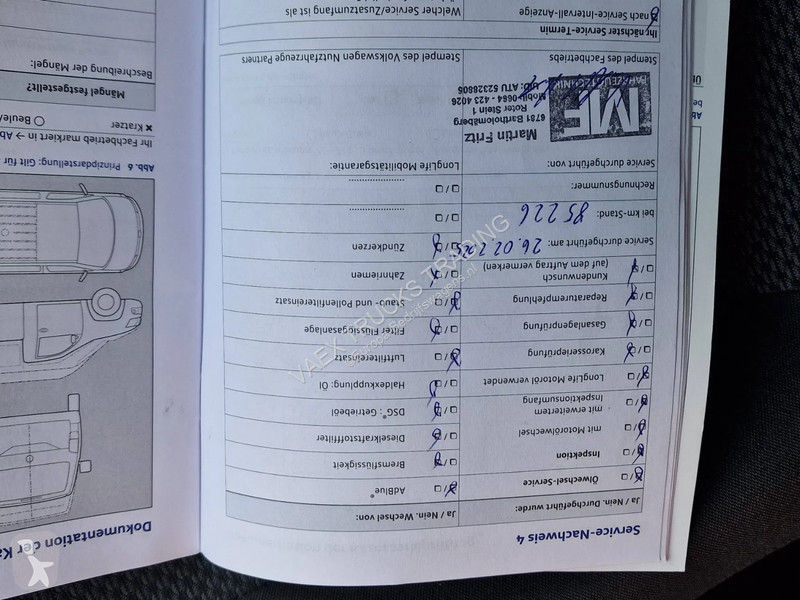 Service-Nachweis 4
Ja / Nein. Durchgeführt wurde:
Ölwechsel-Service
Inspektion
mit Motorölwechsel
mit erweitertem
Inspektionsumfang
LongLife Motoröl verwendet
Karosserieprüfung
Gasanlagenprüfung
Reparaturempfehlung
Kundenwunsch
(auf dem Auftrag vermerken)
Service durchgeführt am: 26.02.2
bei km-Stand: 85226
Rechnungsnummer:
Service durchgeführt von:
Martin Fritz
6781 Bartholomäberg
Roter Stein 1
Mobil: 0664 - 423 4026
UID: ATU 52328805
Stempel des Fachbetriebs
Ihr nächster Service-Termin
nach Service-Intervall-Anzeige
Ja / Nein. Wechsel von:
AdBlue®
Bremsflüssigkeit
Dieselkraftstofffilter
DSG®: Getriebeöl
Haldexkupplung: Öl
Luftfiltereinsatz
Filter Flüssiggasanlage
Staub- und Pollenfiltereinsatz
Zahnriemen
Zündkerzen
LongLife Mobilitätsgarantie:
Stempel des Volkswagen Nutzfahrzeuge Partners
Welcher Service/Zusatzumfang ist als
Dokumentation der Ka
Abb. 6 Prinzipdarstellung: Gilt für
Ihr Fachbetrieb markiert in → Ab
× Kratzer
○ Beule/
Mängel festgestellt?
Beschreibung der Mängel:
VAEX TRUCKS TRADING